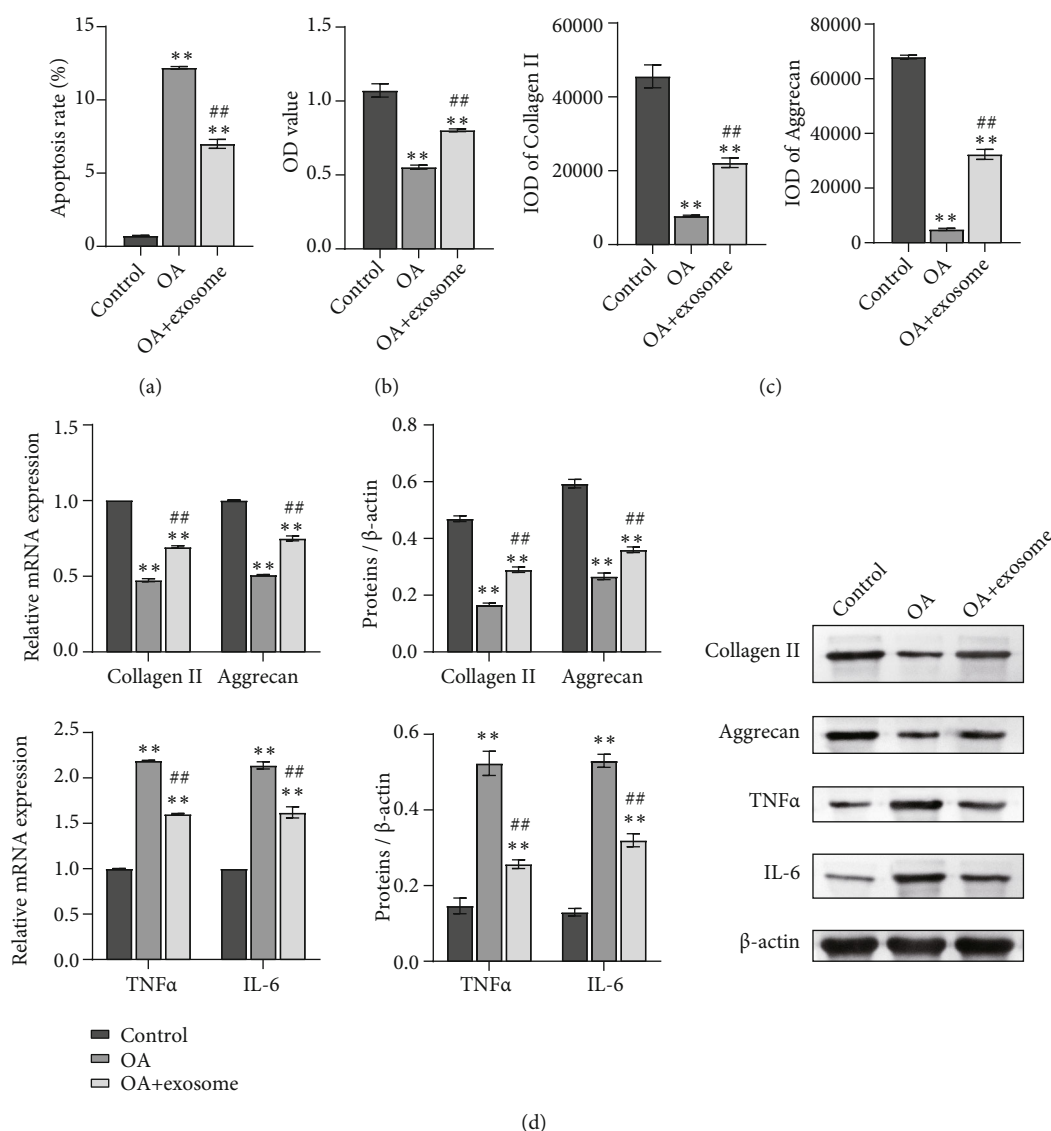 Apoptosis rate (%)
15
10
5
0
**
##
**
Control
OA
OA+exosome
(a)
OD value
1.5
1.0
0.5
0.0
**
##
**
Control
OA
OA+exosome
(b)
IOD of Collagen II
60000
40000
20000
0
**
##
**
Control
OA
OA+exosome
IOD of Aggrecan
80000
60000
40000
20000
0
**
##
**
Control
OA
OA+exosome
(c)
Relative mRNA expression
1.5
1.0
0.5
0.0
**
##
**
**
##
**
Collagen II Aggrecan
Proteins / β-actin
0.6
0.4
0.2
0.0
0.8
**
##
**
**
##
**
Collagen II Aggrecan
Relative mRNA expression
2.5
2.0
1.5
1.0
0.5
0.0
**
##
**
**
##
**
TNFα IL-6
Proteins / β-actin
0.6
0.4
0.2
0.0
**
##
**
**
##
**
TNFα IL-6
Control
OA
OA+exosome
Collagen II
Aggrecan
TNFα
IL-6
β-actin
Control
OA
OA+exosome
(d)